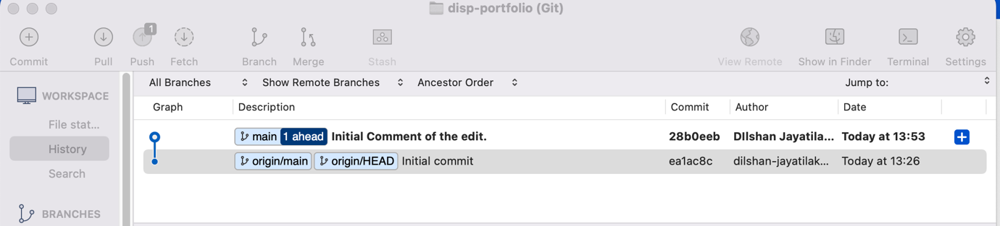 disp-portfolio (Git)
1
Commit Pull Push Fetch Branch Merge Stash View Remote Show in Finder Terminal Settings
All Branches Show Remote Branches Ancestor Order Jump to:
WORKSPACE
File stat...
History
Search
BRANCHES
Graph Description Commit Author Date
main 1 ahead Initial Comment of the edit. 28b0eeb DIlshan Jayatila... Today at 13:53
origin/main origin/HEAD Initial commit ea1ac8c dilshan-jayatilak... Today at 13:26